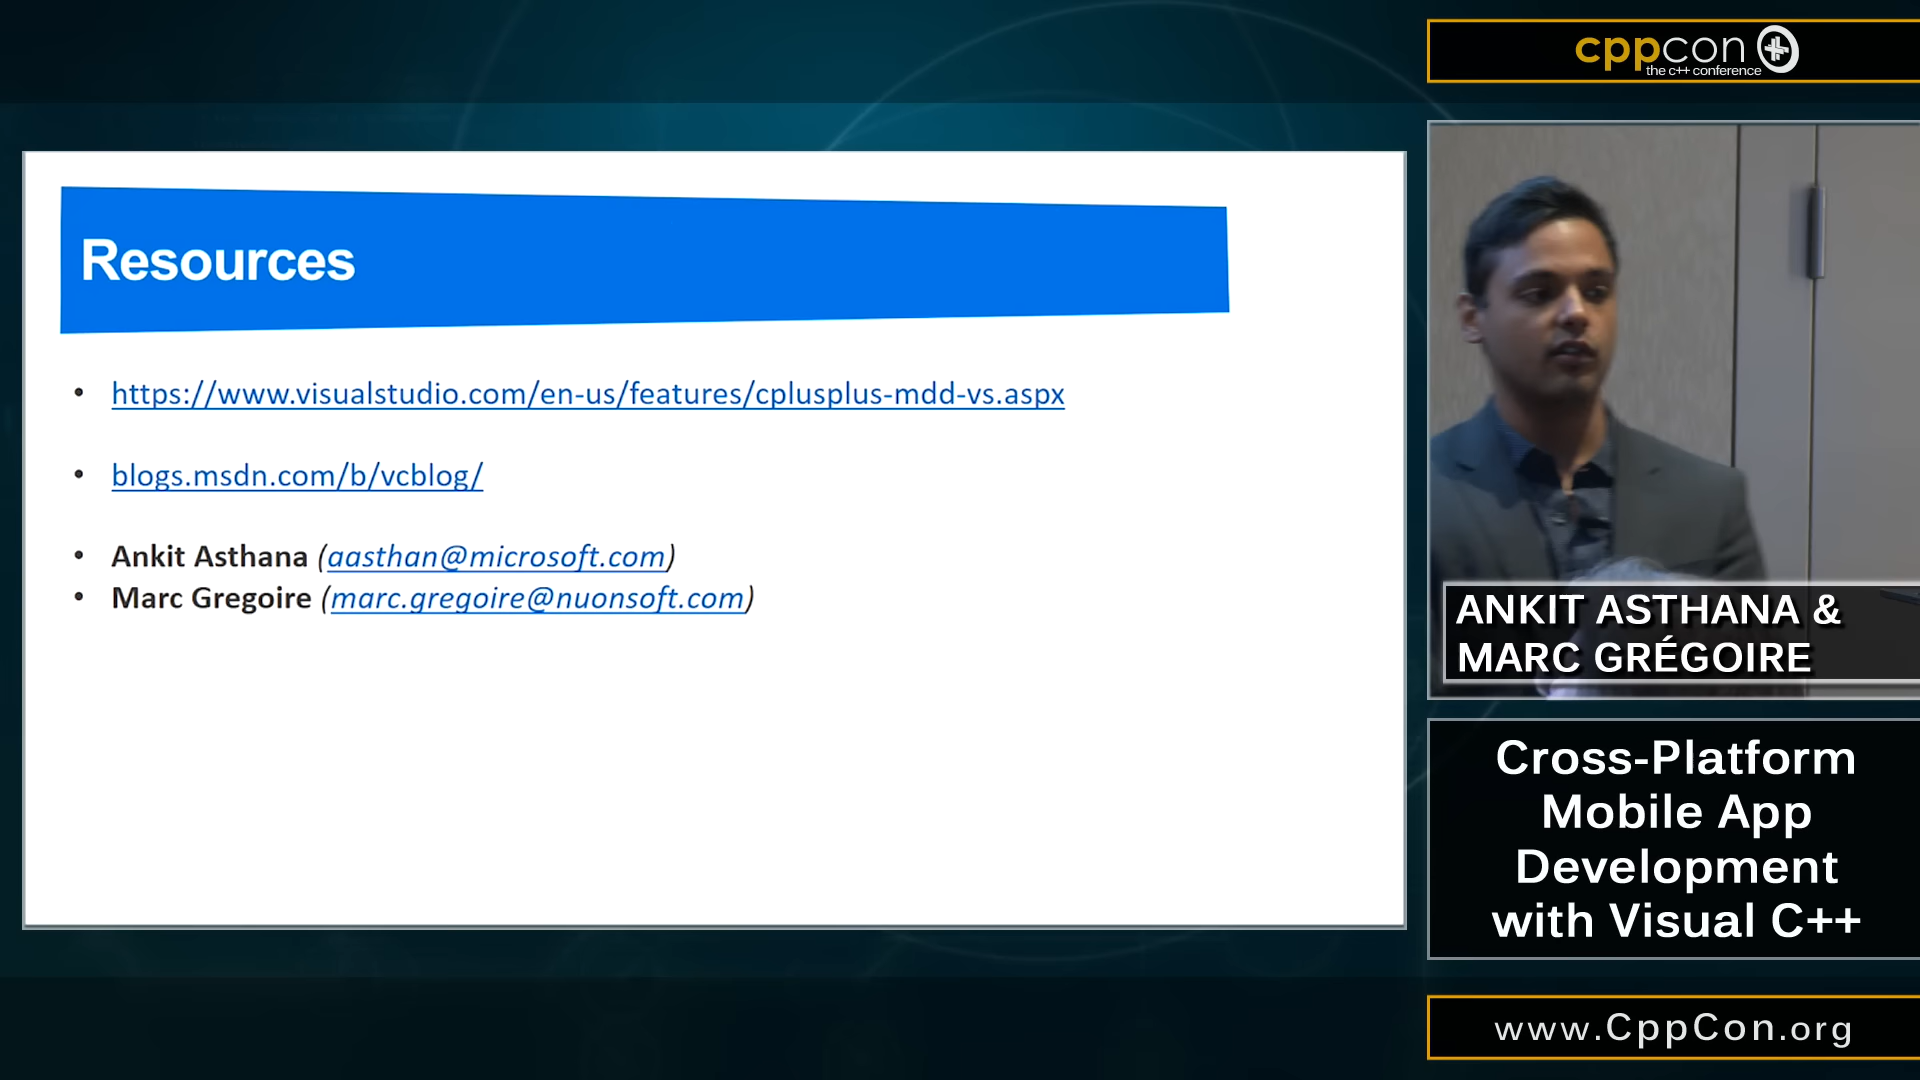 cppcon
the c++ conference
Resources
• https://www.visualstudio.com/en-us/features/cplusplus-mdd-vs.aspx
• blogs.msdn.com/b/vcblog/
• Ankit Asthana (aasthan@microsoft.com)
• Marc Gregoire (marc.gregoire@nuonsoft.com)
ANKIT ASTHANA &
MARC GRÉGOIRE
Cross-Platform
Mobile App
Development
with Visual C++
www.CppCon.org